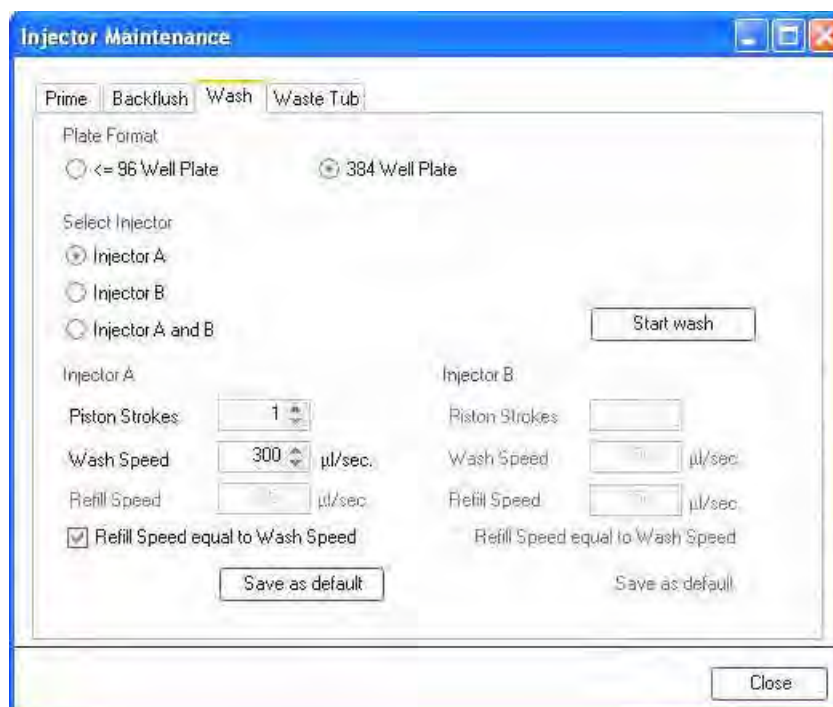 Injector Maintenance
Prime Backflush Wash Waste Tub
Plate Format
<= 96 Well Plate 384 Well Plate
Select Injector
Injector A
Injector B
Injector A and B
Start wash
Injector A Injector B
Piston Strokes 1 Piston Strokes
Wash Speed 300 µl/sec. Wash Speed µl/sec.
Refill Speed µl/sec. Refill Speed µl/sec.
Refill Speed equal to Wash Speed Refill Speed equal to Wash Speed
Save as default Save as default
Close